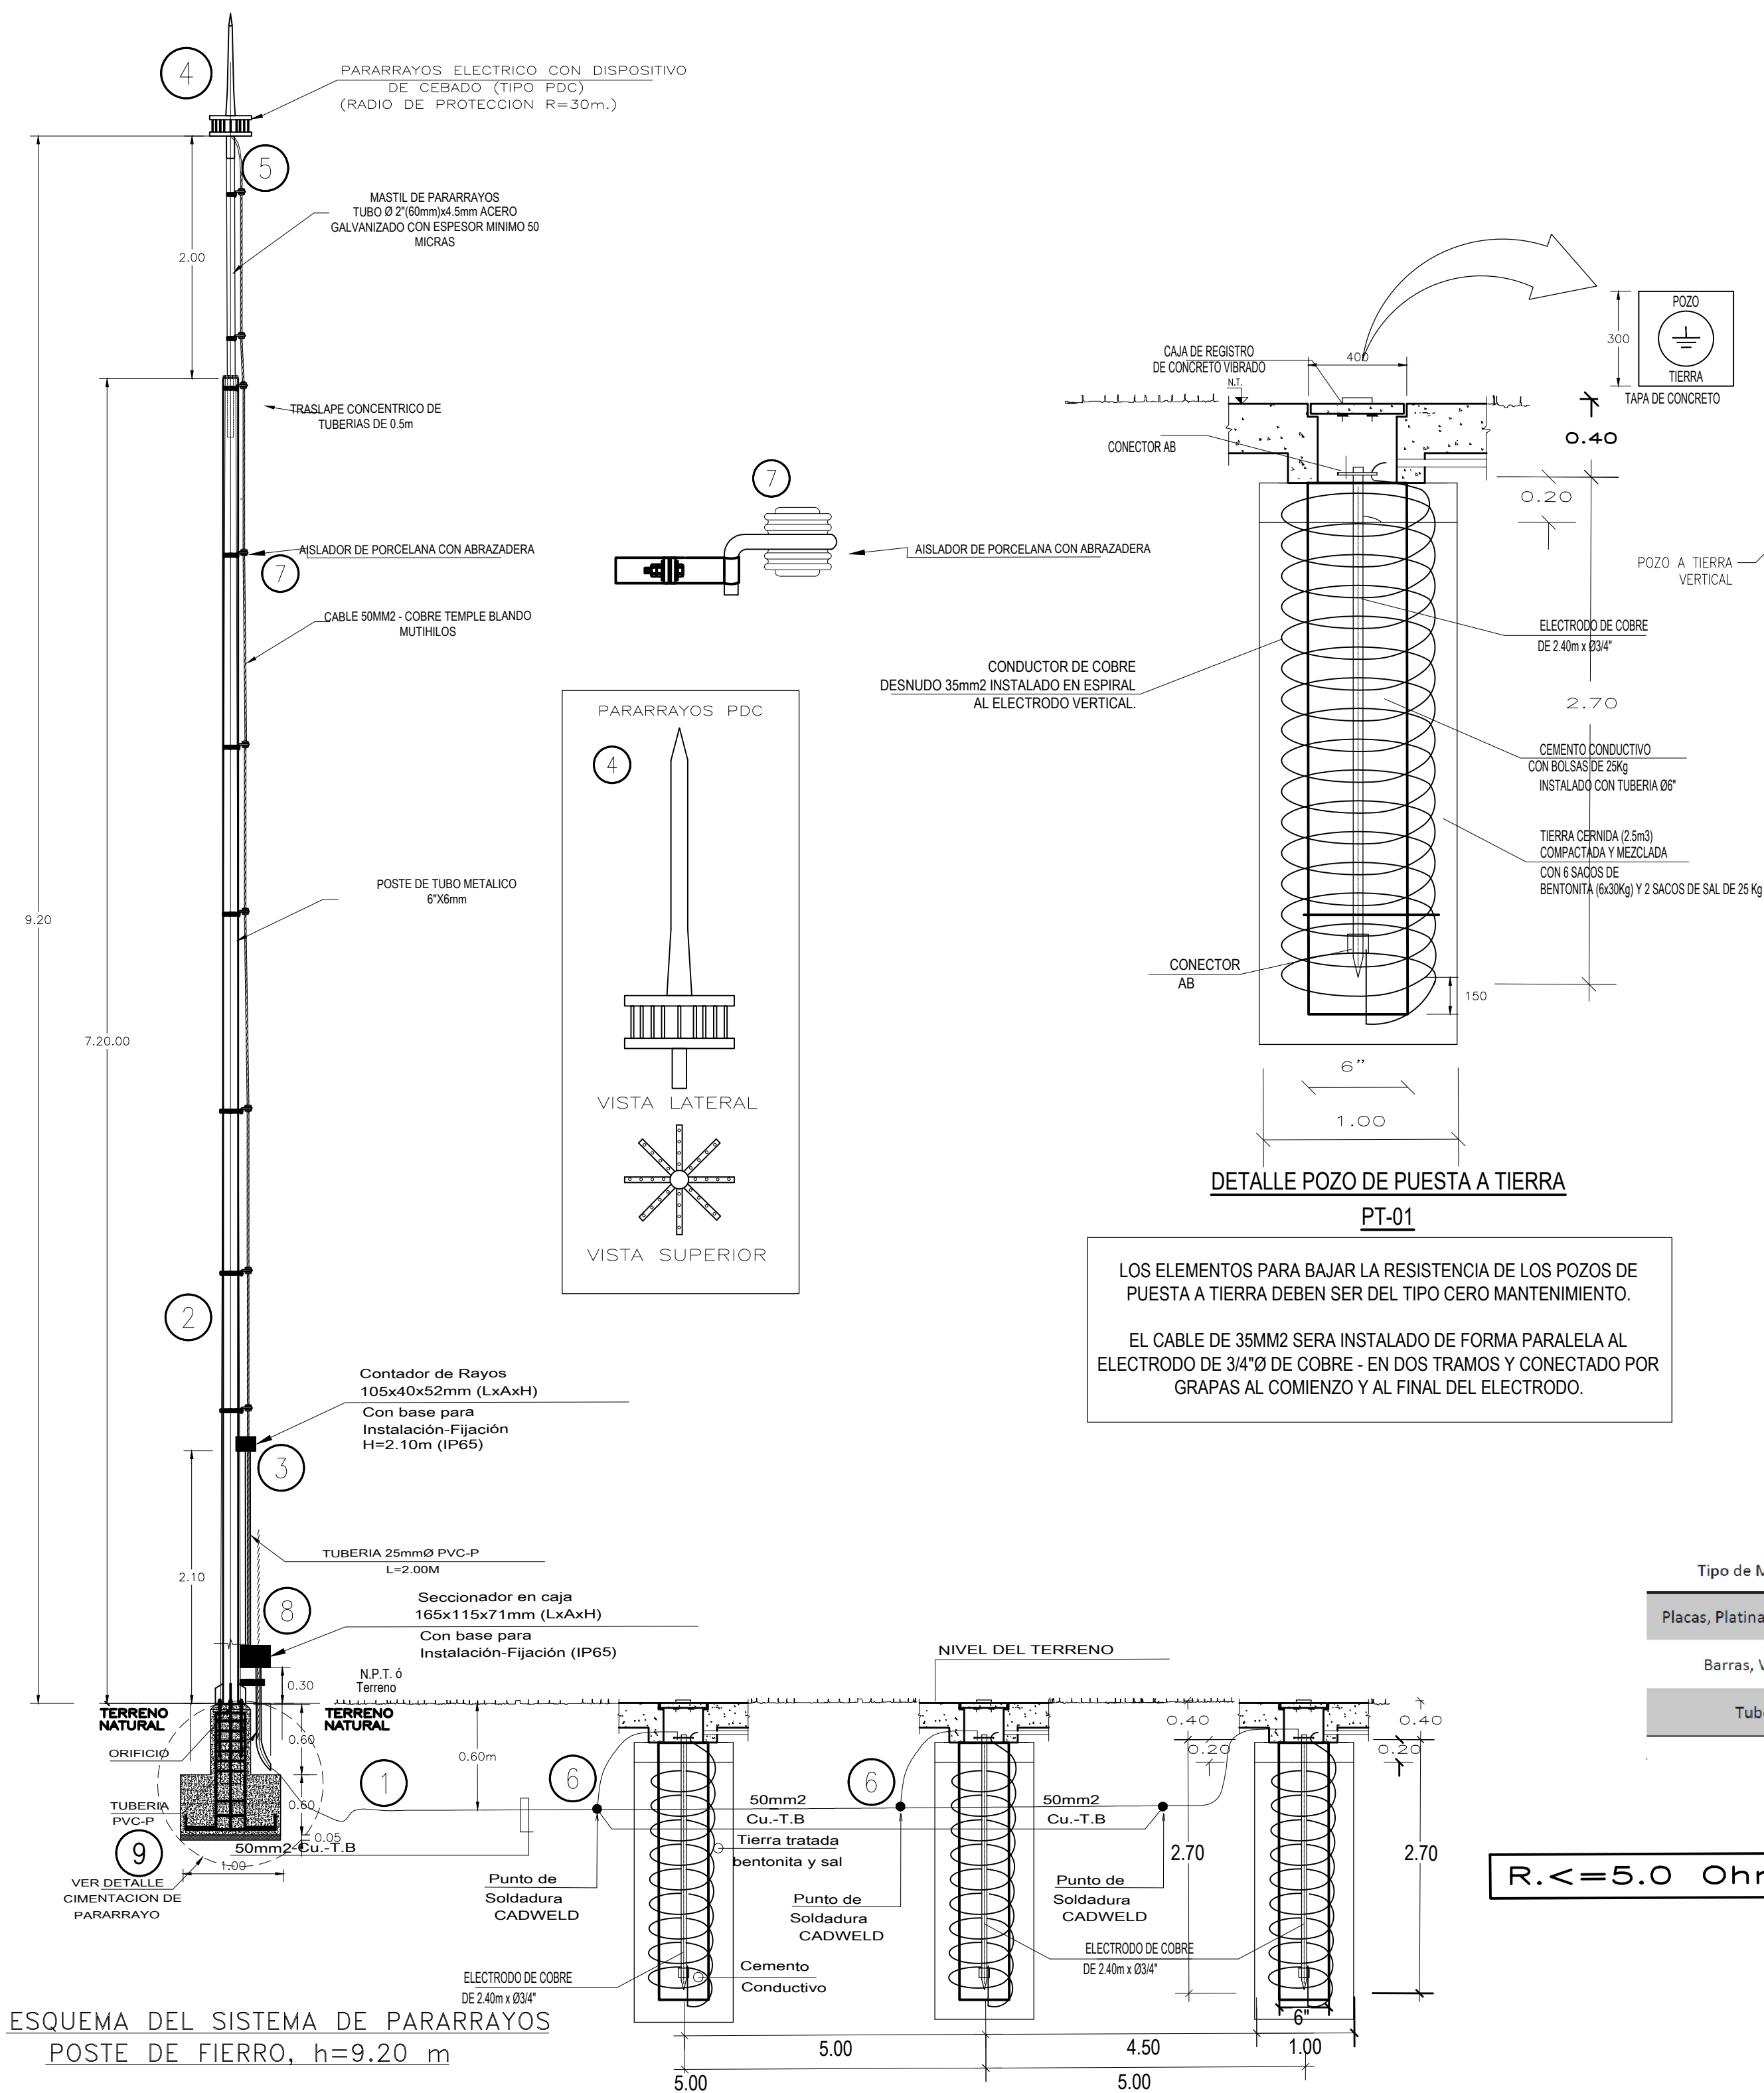 4
PARARRAYOS ELECTRICO CON DISPOSITIVO
DE CEBADO (TIPO PDC)
(RADIO DE PROTECCION R=30m.)
5
MASTIL DE PARARRAYOS
TUBO Ø 2"(60mm)x4.5mm ACERO
GALVANIZADO CON ESPESOR MINIMO 50
MICRAS
2.00
TRASLAPE CONCENTRICO DE
TUBERIAS DE 0.5m
AISLADOR DE PORCELANA CON ABRAZADERA
7
CABLE 50MM2 - COBRE TEMPLE BLANDO
MUTIHILOS
POSTE DE TUBO METALICO
6"X6mm
9.20
7.20.00
2
Contador de Rayos
105x40x52mm (LxAxH)
Con base para
Instalación-Fijación
H=2.10m (IP65)
3
TUBERIA 25mmØ PVC-P
L=2.00M
2.10
8
Seccionador en caja
165x115x71mm (LxAxH)
Con base para
Instalación-Fijación (IP65)
N.P.T. ó
Terreno
0.30
TERRENO
NATURAL
TERRENO
NATURAL
ORIFICIO
0.60
0.60m
1
TUBERIA
PVC-P
0.60
0.05
9
50mm2-Cu.-T.B
1.00
VER DETALLE
CIMENTACION DE
PARARRAYO
ESQUEMA DEL SISTEMA DE PARARRAYOS
POSTE DE FIERRO, h=9.20 m
7
AISLADOR DE PORCELANA CON ABRAZADERA
PARARRAYOS PDC
4
VISTA LATERAL
VISTA SUPERIOR
POZO
TIERRA
300
TAPA DE CONCRETO
CAJA DE REGISTRO
DE CONCRETO VIBRADO
400
N.T.
CONECTOR AB
0.40
0.20
POZO A TIERRA
VERTICAL
ELECTRODO DE COBRE
DE 2.40m x Ø3/4"
CONDUCTOR DE COBRE
DESNUDO 35mm2 INSTALADO EN ESPIRAL
AL ELECTRODO VERTICAL.
2.70
CEMENTO CONDUCTIVO
CON BOLSAS DE 25Kg
INSTALADO CON TUBERIA Ø6"
TIERRA CERNIDA (2.5m3)
COMPACTADA Y MEZCLADA
CON 6 SACOS DE
BENTONITA (6x30Kg) Y 2 SACOS DE SAL DE 25 Kg
CONECTOR
AB
150
6"
1.00
DETALLE POZO DE PUESTA A TIERRA
PT-01
LOS ELEMENTOS PARA BAJAR LA RESISTENCIA DE LOS POZOS DE
PUESTA A TIERRA DEBEN SER DEL TIPO CERO MANTENIMIENTO.
EL CABLE DE 35MM2 SERA INSTALADO DE FORMA PARALELA AL
ELECTRODO DE 3/4"Ø DE COBRE - EN DOS TRAMOS Y CONECTADO POR
GRAPAS AL COMIENZO Y AL FINAL DEL ELECTRODO.
Tipo de
Placas,
Barras,
R.<=5.0
NIVEL DEL TERRENO
0.40
0.20
0.40
0.20
6
6
50mm2
Cu.-T.B
50mm2
Cu.-T.B
Tierra tratada
bentonita y sal
Punto de
Soldadura
CADWELD
Punto de
Soldadura
CADWELD
Punto de
Soldadura
CADWELD
2.70
2.70
ELECTRODO DE COBRE
DE 2.40m x Ø3/4"
Cemento
Conductivo
ELECTRODO DE COBRE
DE 2.40m x Ø3/4"
6"
5.00
4.50
1.00
5.00
5.00